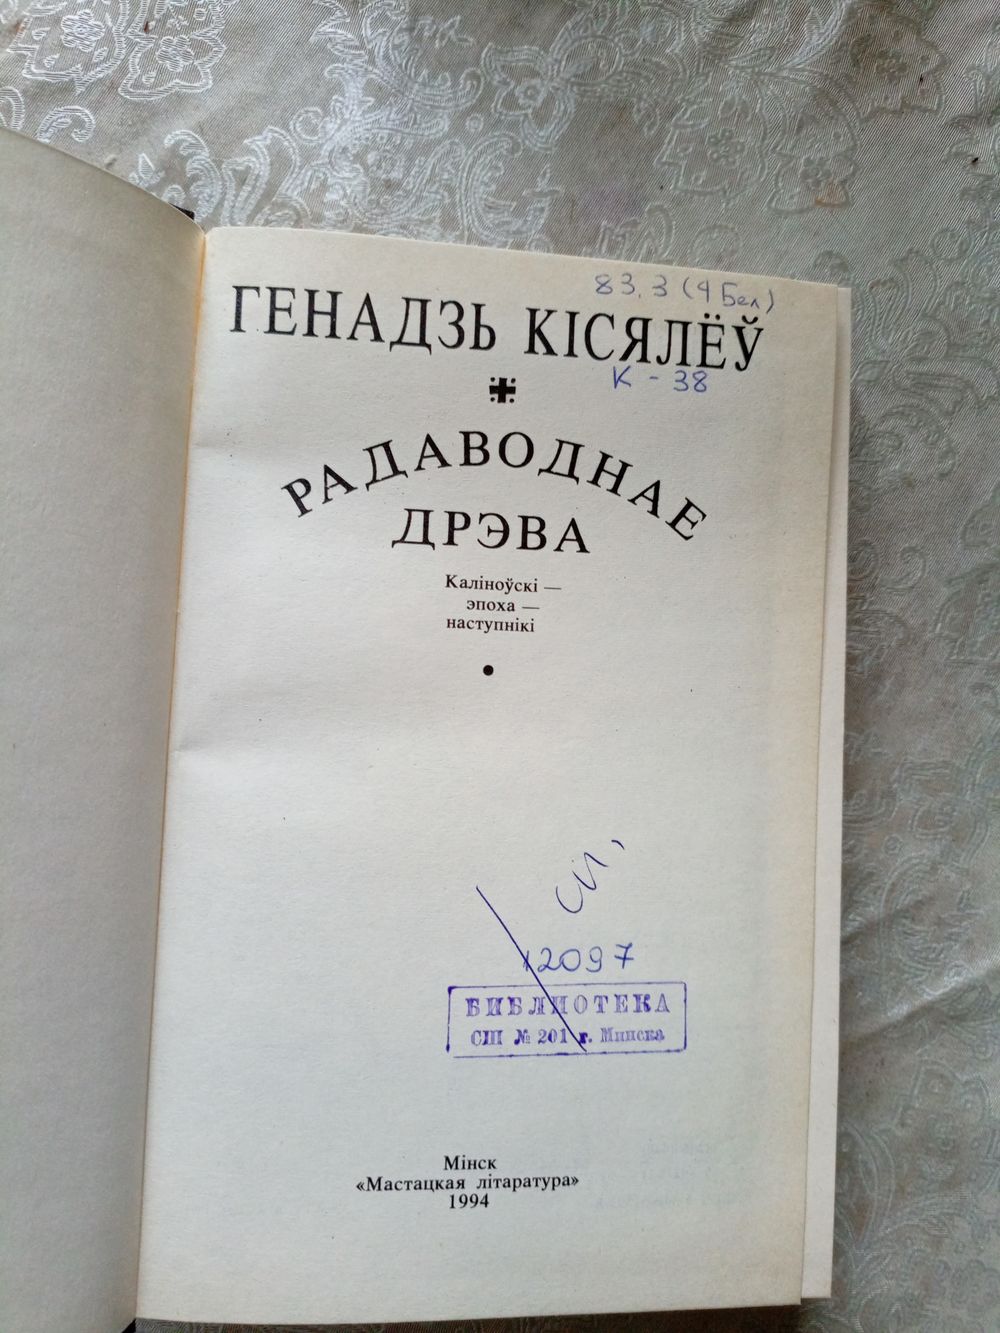 83.3 (4 Бел)
ГЕНАДЗЬ КІСЯЛЁЎ
К - 38
РАДАВОДНАЕ
ДРЭВА
Каліноўскі —
эпоха —
наступнікі
12097
БИБЛИОТЕКА
СШ № 201 г. Минска
Мінск
«Мастацкая літаратура»
1994